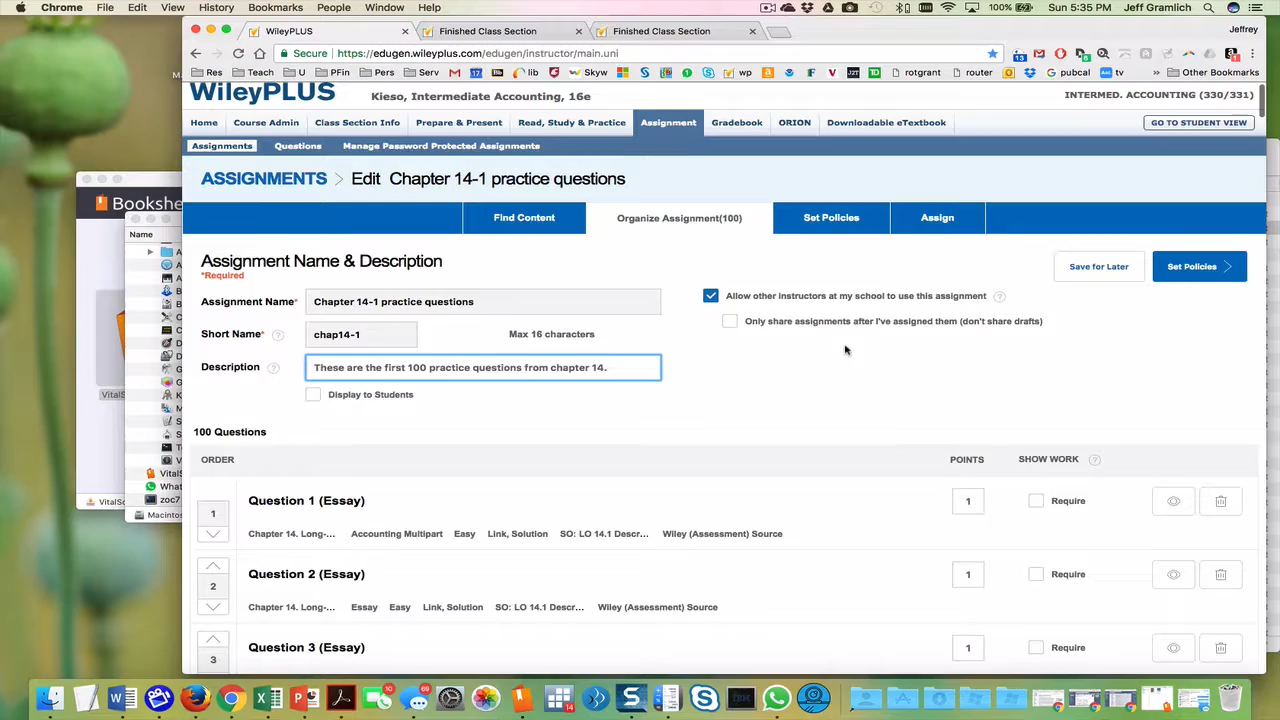 Chrome File Edit View History Bookmarks People Window Help
100% Sun 5:35 PM Jeff Gramlich
WileyPLUS Finished Class Section Finished Class Section Jeffrey
Secure https://edugen.wileyplus.com/edugen/instructor/main.uni
Res Teach U PFin Pers Serv lib Skyw wp rotgrant router pubcal tv » Other Bookmarks
WileyPLUS Kieso, Intermediate Accounting, 16e INTERMED. ACCOUNTING (330/331)
Home Course Admin Class Section Info Prepare & Present Read, Study & Practice Assignment Gradebook ORION Downloadable eTextbook GO TO STUDENT VIEW
Assignments Questions Manage Password Protected Assignments
ASSIGNMENTS > Edit Chapter 14-1 practice questions
Find Content Organize Assignment(100) Set Policies Assign
Assignment Name & Description
*Required
Save for Later Set Policies
Assignment Name* Chapter 14-1 practice questions
Allow other instructors at my school to use this assignment ?
Only share assignments after I've assigned them (don't share drafts)
Short Name* ? chap14-1 Max 16 characters
Description ? These are the first 100 practice questions from chapter 14.
Display to Students
100 Questions
ORDER POINTS SHOW WORK ?
1 Question 1 (Essay) 1 Require
Chapter 14. Long-... Accounting Multipart Easy Link, Solution SO: LO 14.1 Descr... Wiley (Assessment) Source
2 Question 2 (Essay) 1 Require
Chapter 14. Long-... Essay Easy Link, Solution SO: LO 14.1 Descr... Wiley (Assessment) Source
3 Question 3 (Essay) 1 Require
Bookshe
Name
VitalS
What
zoc7
VitalSo
Macintos